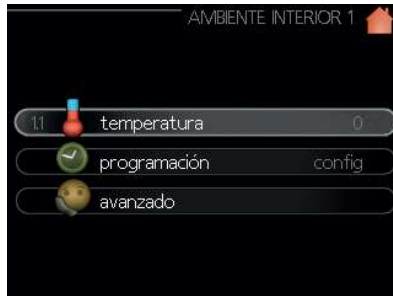 AMBIENTE INTERIOR 1
1.1 temperatura 0
programación config
avanzado